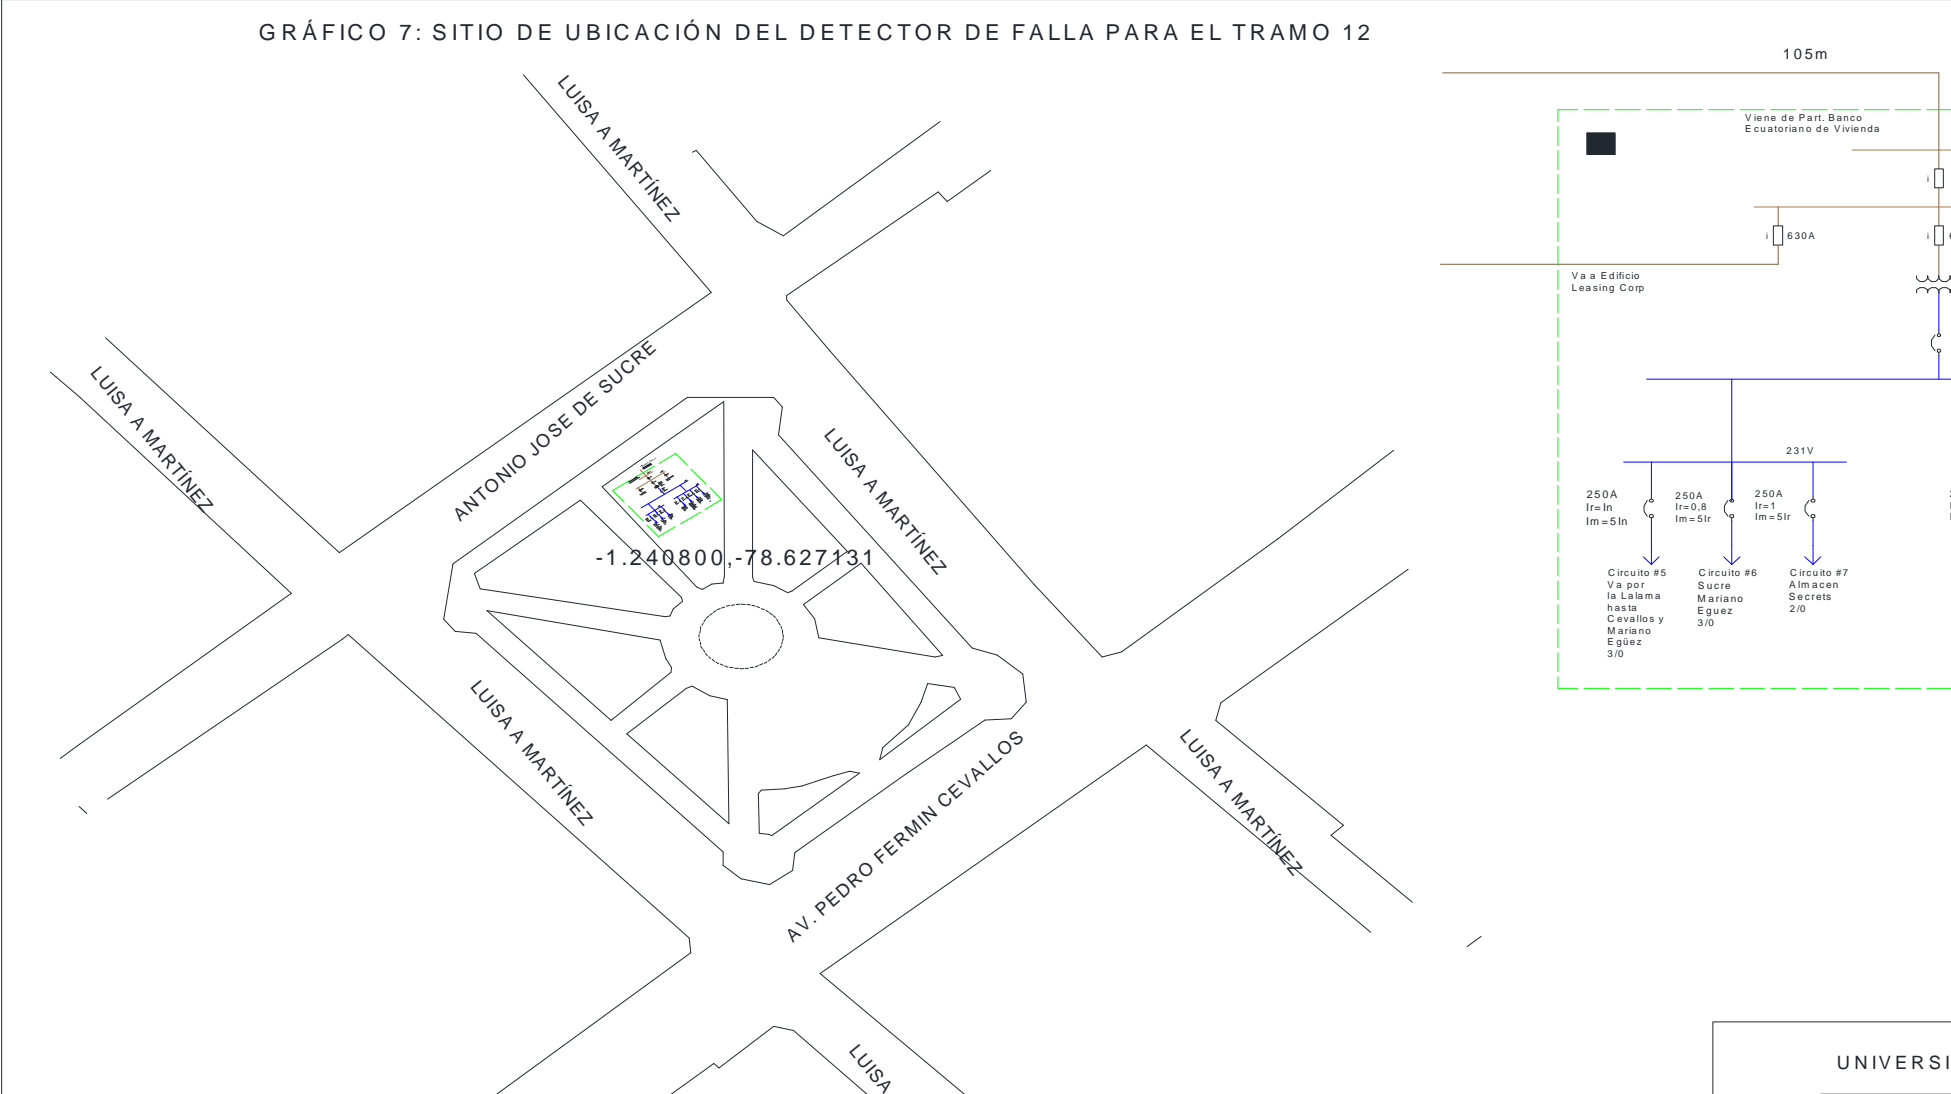 GRÁFICO 7: SITIO DE UBICACIÓN DEL DETECTOR DE FALLA PARA EL TRAMO 12
105m
LUISA A MARTÍNEZ
Viene de Part. Banco
Ecuatoriano de Vivienda
i
630A
i
Va a Edificio
Leasing Corp
LUISA A MARTÍNEZ
ANTONIO JOSE DE SUCRE
LUISA A MARTÍNEZ
-1.240800,-78.627131
231V
250A
Ir=In
Im=5In
250A
Ir=0,8
Im=5Ir
250A
Ir=1
Im=5Ir
Circuito #5
Va por
la Lalama
hasta
Cevallos y
Mariano
Egüez
3/0
Circuito #6
Sucre
Mariano
Eguez
3/0
Circuito #7
Almacen
Secrets
2/0
LUISA A MARTÍNEZ
AV. PEDRO FERMIN CEVALLOS
LUISA A MARTÍNEZ
LUISA
UNIVERSI